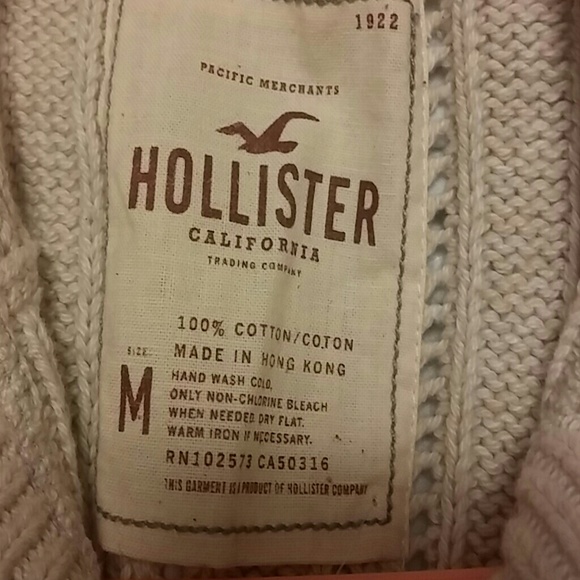 1922
PACIFIC MERCHANTS
HOLLISTER
CALIFORNIA
TRADING COMPANY
100% COTTON/COTON
MADE IN HONG KONG
SIZE
M
HAND WASH COLD.
ONLY NON-CHLORINE BLEACH
WHEN NEEDED DRY FLAT.
WARM IRON IF NECESSARY.
RN102573 CA50316
THIS GARMENT IS A PRODUCT OF HOLLISTER COMPANY